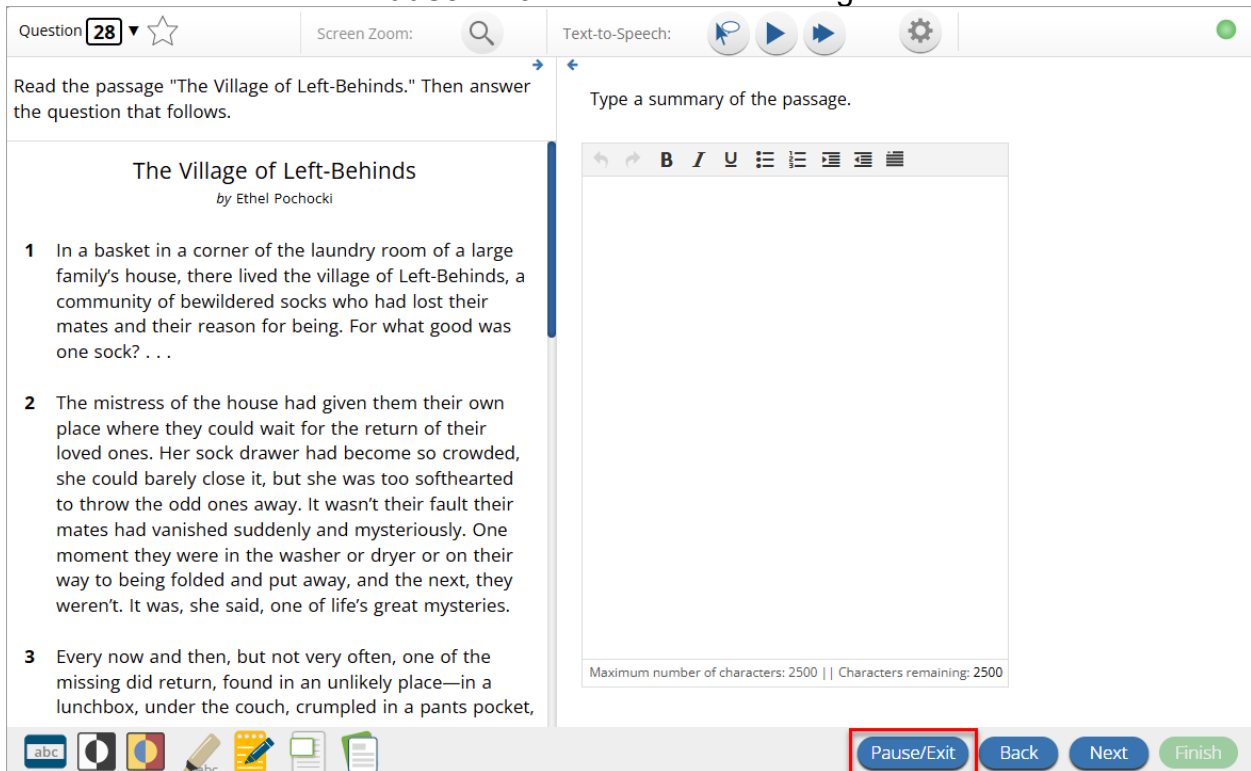 Question 28 ▼
Screen Zoom:
Text-to-Speech:
Read the passage "The Village of Left-Behinds." Then answer
the question that follows.
The Village of Left-Behinds
by Ethel Pochocki
1 In a basket in a corner of the laundry room of a large
family’s house, there lived the village of Left-Behinds, a
community of bewildered socks who had lost their
mates and their reason for being. For what good was
one sock? . . .
2 The mistress of the house had given them their own
place where they could wait for the return of their
loved ones. Her sock drawer had become so crowded,
she could barely close it, but she was too softhearted
to throw the odd ones away. It wasn’t their fault their
mates had vanished suddenly and mysteriously. One
moment they were in the washer or dryer or on their
way to being folded and put away, and the next, they
weren’t. It was, she said, one of life’s great mysteries.
3 Every now and then, but not very often, one of the
missing did return, found in an unlikely place—in a
lunchbox, under the couch, crumpled in a pants pocket,
Type a summary of the passage.
B I U
Maximum number of characters: 2500 || Characters remaining: 2500
abc
abc
Pause/Exit
Back
Next
Finish